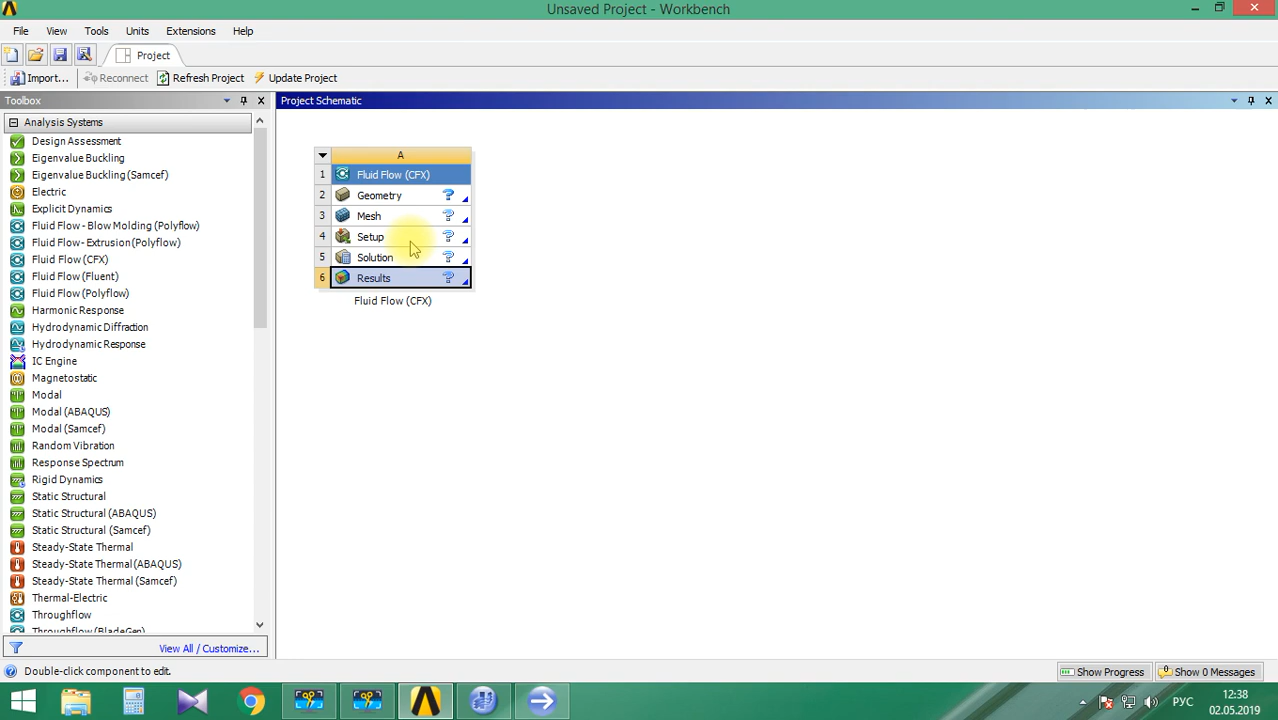 Unsaved Project - Workbench
File View Tools Units Extensions Help
Project
Import... Reconnect Refresh Project Update Project
Toolbox
Project Schematic
Analysis Systems
Design Assessment
Eigenvalue Buckling
Eigenvalue Buckling (Samcef)
Electric
Explicit Dynamics
Fluid Flow - Blow Molding (Polyflow)
Fluid Flow- Extrusion (Polyflow)
Fluid Flow (CFX)
Fluid Flow (Fluent)
Fluid Flow (Polyflow)
Harmonic Response
Hydrodynamic Diffraction
Hydrodynamic Response
IC Engine
Magnetostatic
Modal
Modal (ABAQUS)
Modal (Samcef)
Random Vibration
Response Spectrum
Rigid Dynamics
Static Structural
Static Structural (ABAQUS)
Static Structural (Samcef)
Steady-State Thermal
Steady-State Thermal (ABAQUS)
Steady-State Thermal (Samcef)
Thermal-Electric
Throughflow
Throughflow (BladeGen)
View All / Customize...
A
1 Fluid Flow (CFX)
2 Geometry ?
3 Mesh ?
4 Setup ?
5 Solution ?
6 Results ?
Fluid Flow (CFX)
Double-click component to edit.
Show Progress Show 0 Messages
РУС
12:38
02.05.2019